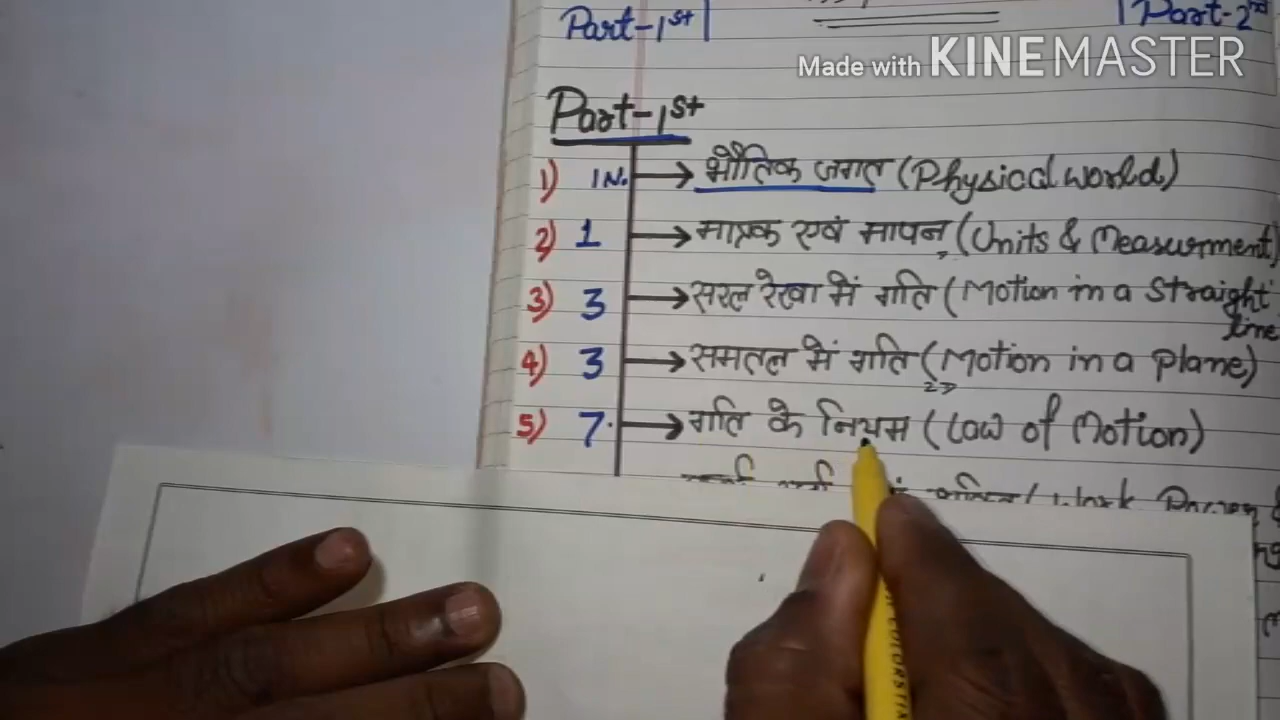 Part-1st
Part-2nd
Made with KINEMASTER
Part-1st
1) IN. → भौतिक जगत (Physical world)
2) 1 → मात्रक एवं मापन (Units & Measurment)
3) 3 → सरल रेखा में गति (Motion in a Straight line
4) 3 → समतल में गति (Motion in a Plane)
5) 7. → गति के नियम (Law of Motion)